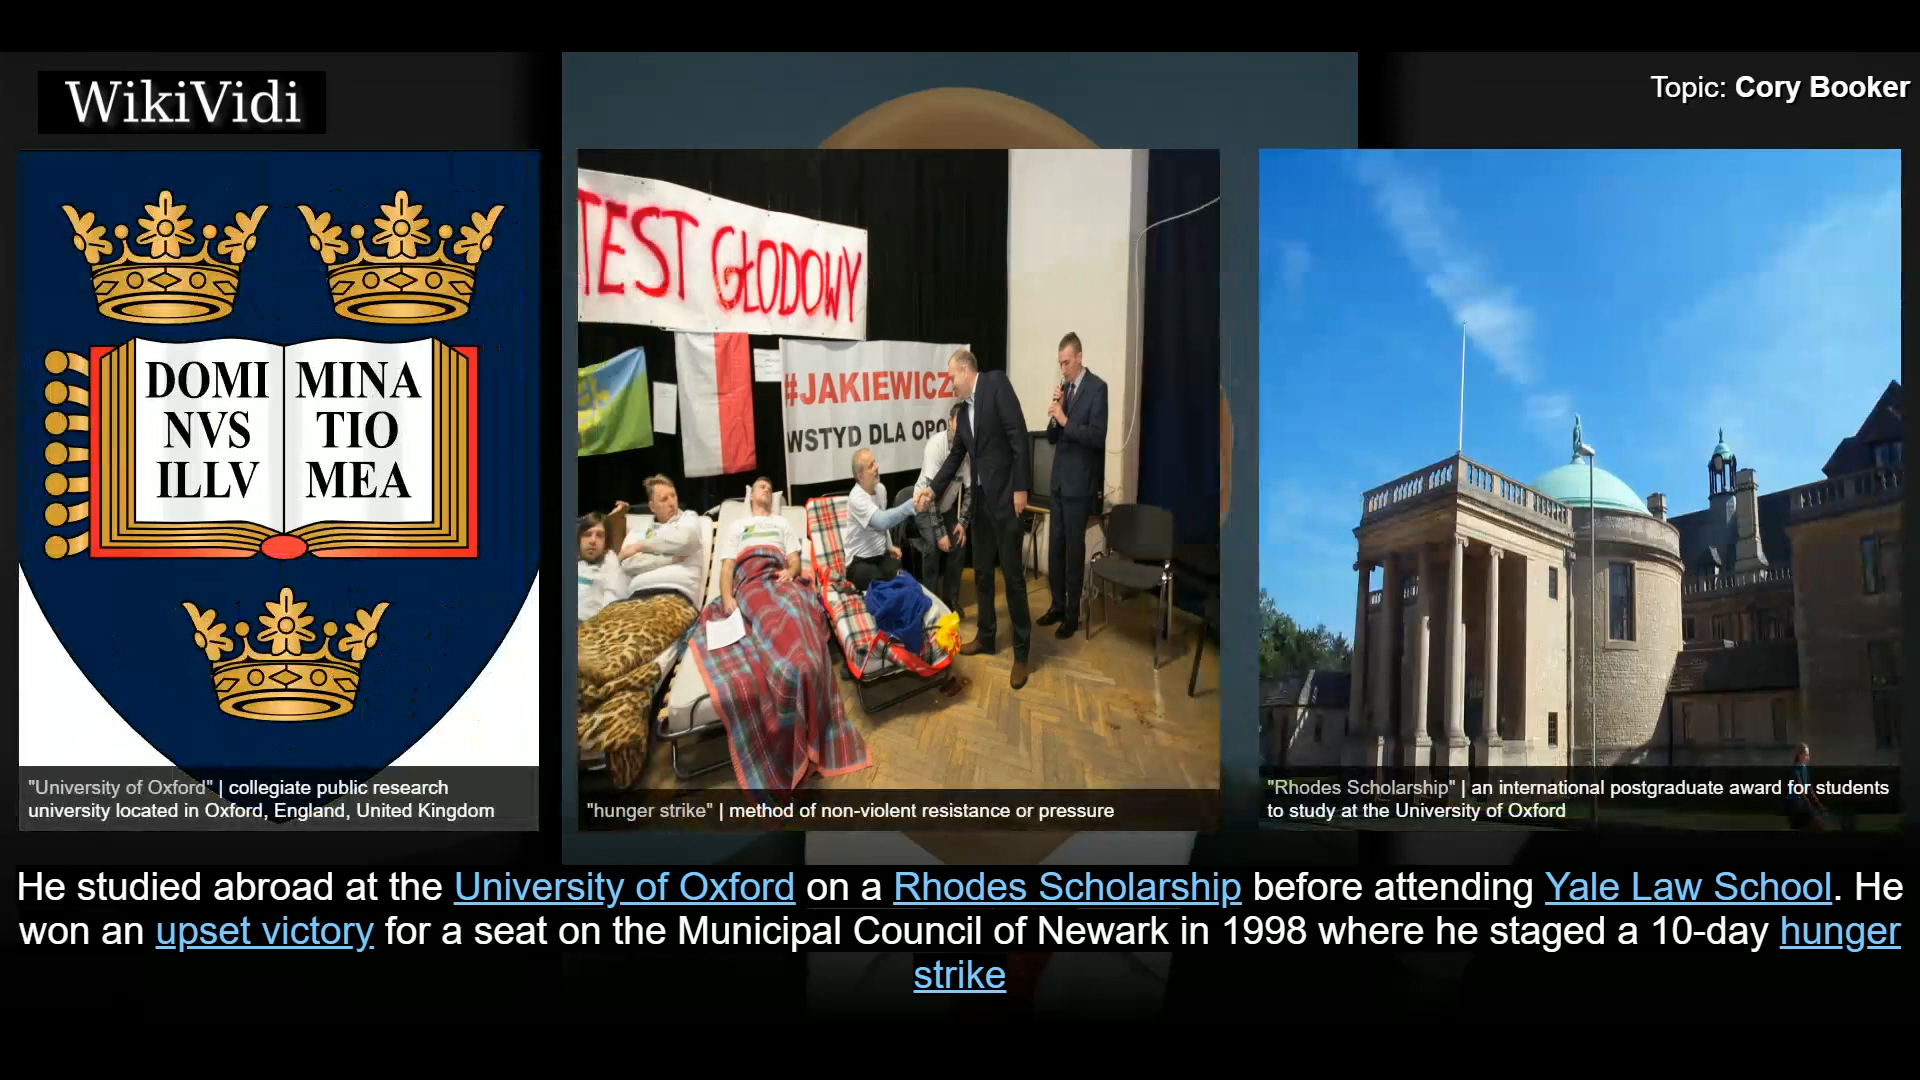 WikiVidi
Topic: Cory Booker
DOMI MINA
NVS TIO
ILLV MEA
TEST GŁODOWY
#JAKIEWICZ
WSTYD DLA OPO
"University of Oxford" | collegiate public research
university located in Oxford, England, United Kingdom
"hunger strike" | method of non-violent resistance or pressure
"Rhodes Scholarship" | an international postgraduate award for students
to study at the University of Oxford
He studied abroad at the University of Oxford on a Rhodes Scholarship before attending Yale Law School. He
won an upset victory for a seat on the Municipal Council of Newark in 1998 where he staged a 10-day hunger
strike